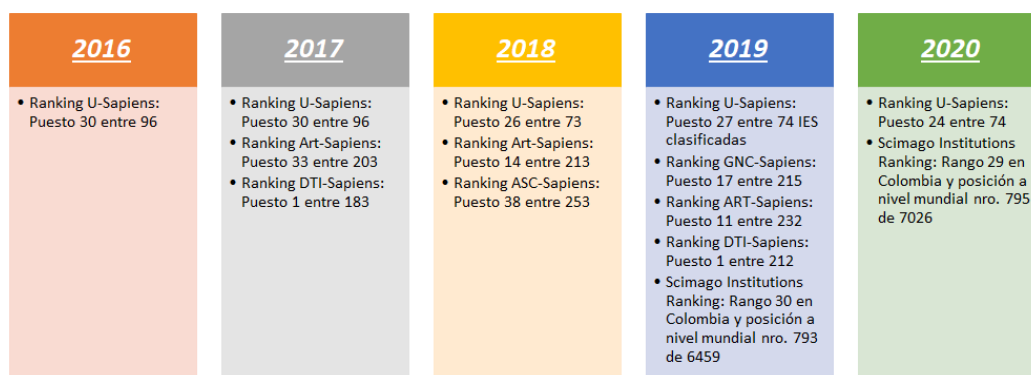 2016
• Ranking U-Sapiens:
Puesto 30 entre 96
2017
• Ranking U-Sapiens:
Puesto 30 entre 96
• Ranking Art-Sapiens:
Puesto 33 entre 203
• Ranking DTI-Sapiens:
Puesto 1 entre 183
2018
• Ranking U-Sapiens:
Puesto 26 entre 73
• Ranking Art-Sapiens:
Puesto 14 entre 213
• Ranking ASC-Sapiens:
Puesto 38 entre 253
2019
• Ranking U-Sapiens:
Puesto 27 entre 74 IES
clasificadas
• Ranking GNC-Sapiens:
Puesto 17 entre 215
• Ranking ART-Sapiens:
Puesto 11 entre 232
• Ranking DTI-Sapiens:
Puesto 1 entre 212
• Scimago Institutions
Ranking: Rango 30 en
Colombia y posición a
nivel mundial nro. 793
de 6459
2020
• Ranking U-Sapiens:
Puesto 24 entre 74
• Scimago Institutions
Ranking: Rango 29 en
Colombia y posición a
nivel mundial nro. 795
de 7026